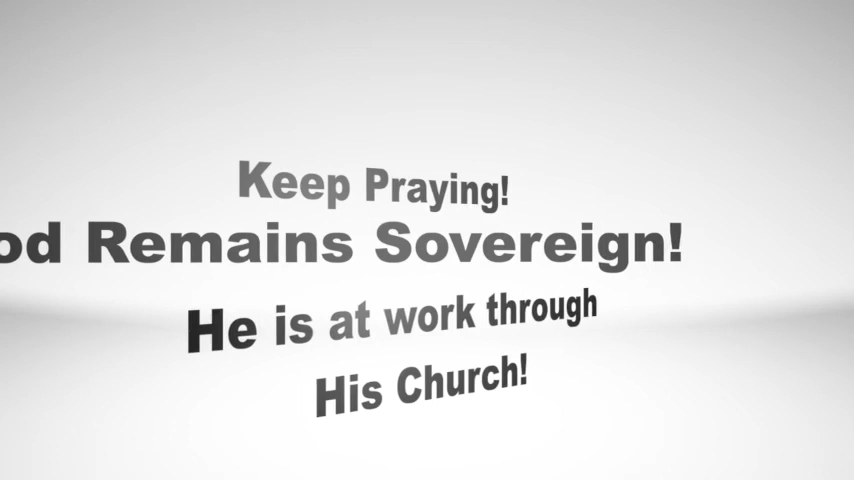 Keep Praying!
od Remains Sovereign!
He is at work through
His Church!